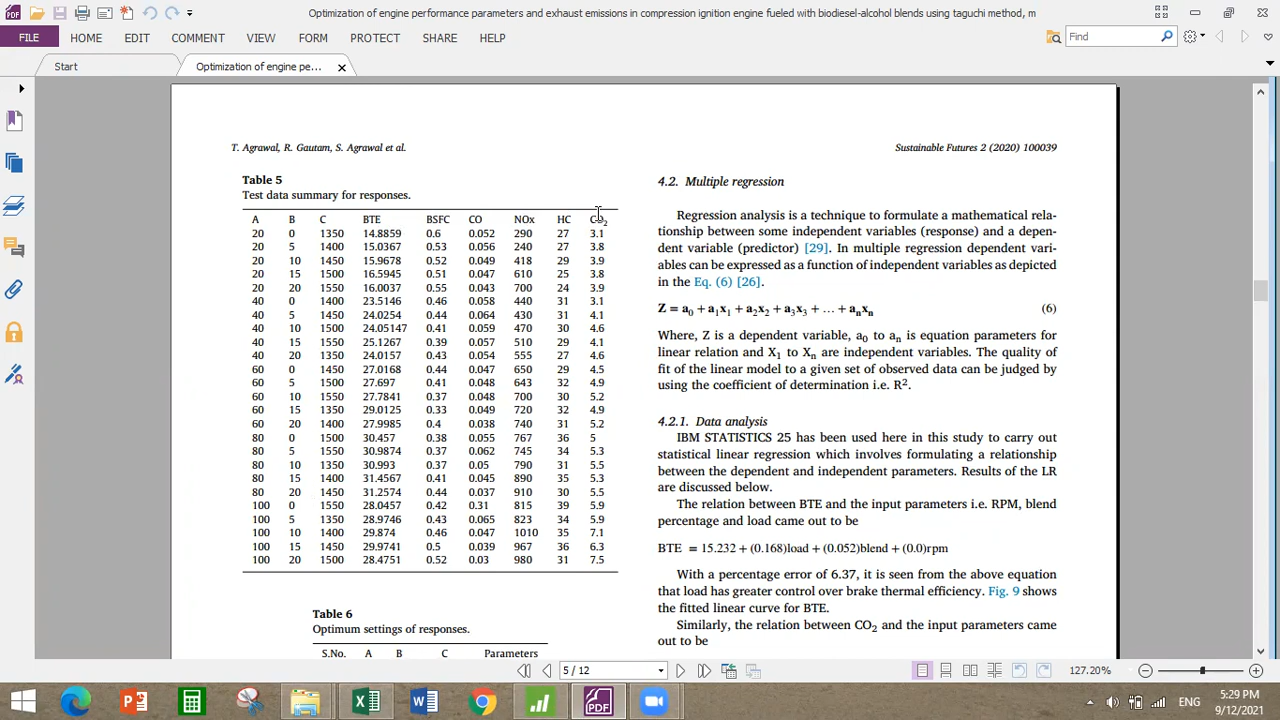 Optimization of engine performance parameters and exhaust emissions in compression ignition engine fueled with biodiesel-alcohol blends using taguchi method, m
FILE HOME EDIT COMMENT VIEW FORM PROTECT SHARE HELP Find
Start Optimization of engine pe...
T. Agrawal, R. Gautam, S. Agrawal et al. Sustainable Futures 2 (2020) 100039
Table 5
Test data summary for responses.
A B C BTE BSFC CO NOx HC CO2
20 0 1350 14.8859 0.6 0.052 290 27 3.1
20 5 1400 15.0367 0.53 0.056 240 27 3.8
20 10 1450 15.9678 0.52 0.049 418 29 3.9
20 15 1500 16.5945 0.51 0.047 610 25 3.8
20 20 1550 16.0037 0.55 0.043 700 24 3.9
40 0 1400 23.5146 0.46 0.058 440 31 3.1
40 5 1450 24.0254 0.44 0.064 430 31 4.1
40 10 1500 24.05147 0.41 0.059 470 30 4.6
40 15 1550 25.1267 0.39 0.057 510 29 4.1
40 20 1350 24.0157 0.43 0.054 555 27 4.6
60 0 1450 27.0168 0.44 0.047 650 29 4.5
60 5 1500 27.697 0.41 0.048 643 32 4.9
60 10 1550 27.7841 0.37 0.048 700 30 5.2
60 15 1350 29.0125 0.33 0.049 720 32 4.9
60 20 1400 27.9985 0.4 0.038 740 31 5.2
80 0 1500 30.457 0.38 0.055 767 36 5
80 5 1550 30.9874 0.37 0.062 745 34 5.3
80 10 1350 30.993 0.37 0.05 790 31 5.5
80 15 1400 31.4567 0.41 0.045 890 35 5.3
80 20 1450 31.2574 0.44 0.037 910 30 5.5
100 0 1550 28.0457 0.42 0.31 815 39 5.9
100 5 1350 28.9746 0.43 0.065 823 34 5.9
100 10 1400 29.874 0.46 0.047 1010 35 7.1
100 15 1450 29.9741 0.5 0.039 967 36 6.3
100 20 1500 28.4751 0.52 0.03 980 31 7.5
Table 6
Optimum settings of responses.
S.No. A B C Parameters
4.2. Multiple regression
Regression analysis is a technique to formulate a mathematical rela-
tionship between some independent variables (response) and a depen-
dent variable (predictor) [29]. In multiple regression dependent vari-
ables can be expressed as a function of independent variables as depicted
in the Eq. (6) [26].
Z = a0 + a1x1 + a2x2 + a3x3 + … + anxn (6)
Where, Z is a dependent variable, a0 to an is equation parameters for
linear relation and X1 to Xn are independent variables. The quality of
fit of the linear model to a given set of observed data can be judged by
using the coefficient of determination i.e. R2.
4.2.1. Data analysis
IBM STATISTICS 25 has been used here in this study to carry out
statistical linear regression which involves formulating a relationship
between the dependent and independent parameters. Results of the LR
are discussed below.
The relation between BTE and the input parameters i.e. RPM, blend
percentage and load came out to be
BTE = 15.232 + (0.168)load + (0.052)blend + (0.0)rpm
With a percentage error of 6.37, it is seen from the above equation
that load has greater control over brake thermal efficiency. Fig. 9 shows
the fitted linear curve for BTE.
Similarly, the relation between CO2 and the input parameters came
out to be
5 / 12 127.20%
ENG 5:29 PM
9/12/2021